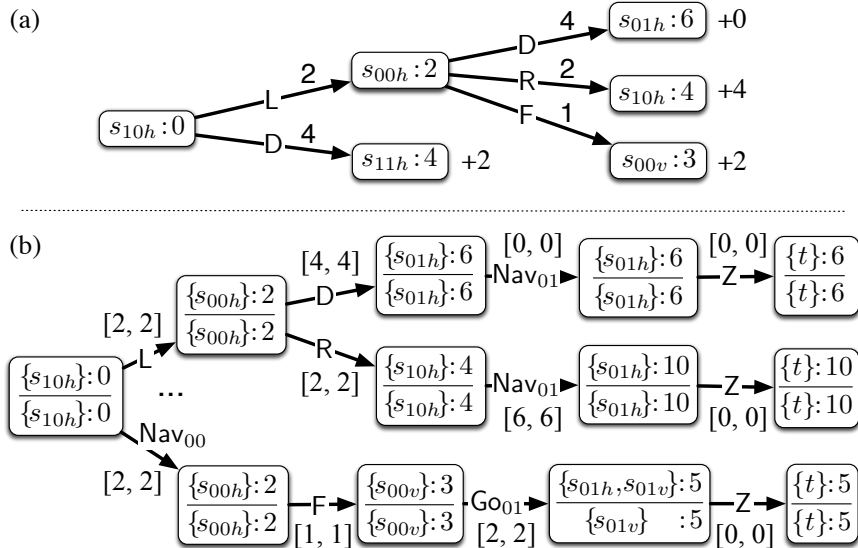 (a)
4
s01h : 6 +0
D
2
s00h : 2
2
R
s10h : 4 +4
L
F
1
s10h : 0
D
4
s11h : 4 +2
s00v : 3 +2
(b)
[0, 0]
[0, 0]
[4, 4]
{s01h}: 6
{s01h}: 6
Nav01
{s01h}: 6
{s01h}: 6
Z
{t}: 6
{t}: 6
{s00h}: 2
{s00h}: 2
D
[2, 2]
L
R
[2, 2]
{s10h}: 4
{s10h}: 4
Nav01
[6, 6]
{s01h}: 10
{s01h}: 10
Z
[0, 0]
{t}: 10
{t}: 10
{s10h}: 0
{s10h}: 0
...
Nav00
[2, 2]
{s00h}: 2
{s00h}: 2
F
[1, 1]
{s00v}: 3
{s00v}: 3
Go01
[2, 2]
{s01h, s01v}: 5
{s01v} : 5
Z
[0, 0]
{t}: 5
{t}: 5